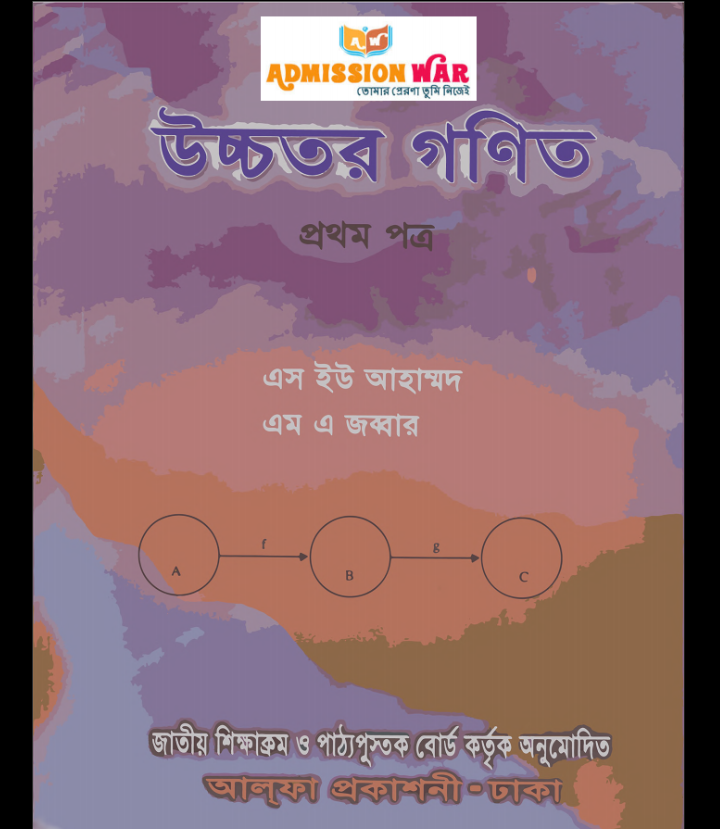 ADMISSION WAR
তোমার প্রেরণা তুমি নিজেই
উচ্চতর গণিত
প্রথম পত্র
এস ইউ আহাম্মদ
এম এ জব্বার
f g
A B C
জাতীয় শিক্ষাক্রম ও পাঠ্যপুস্তক বোর্ড কর্তৃক অনুমোদিত
আল্‌ফা প্রকাশনী - ঢাকা